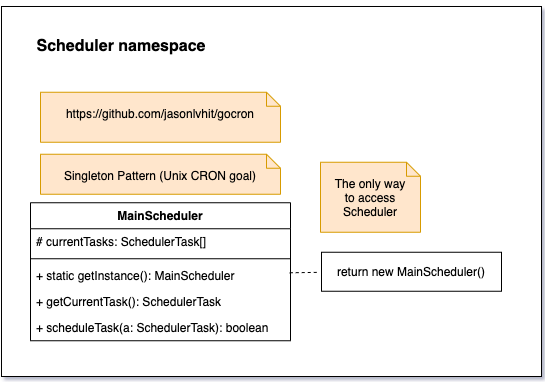 Scheduler namespace
https://github.com/jasonlvhit/gocron
Singleton Pattern (Unix CRON goal)
The only way
to access
Scheduler
MainScheduler
# currentTasks: SchedulerTask[]
+ static getInstance(): MainScheduler
return new MainScheduler()
+ getCurrentTask(): SchedulerTask
+ scheduleTask(a: SchedulerTask): boolean